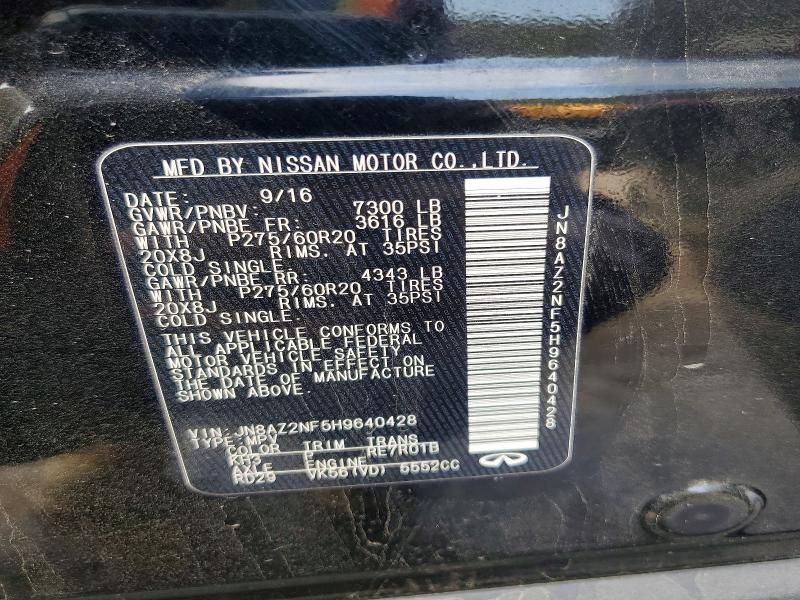 MFD BY NISSAN MOTOR CO.,LTD.
DATE: 9/16
GVWR/PNBV: 7300 LB
GAWR/PNBE FR: 3616 LB
WITH P275/60R20 TIRES
20X8J RIMS. AT 35PSI
COLD SINGLE.
GAWR/PNBE RR: 4343 LB
WITH P275/60R20 TIRES
20X8J RIMS. AT 35PSI
COLD SINGLE.
THIS VEHICLE CONFORMS TO
ALL APPLICABLE FEDERAL
MOTOR VEHICLE SAFETY
STANDARDS IN EFFECT ON
THE DATE OF MANUFACTURE
SHOWN ABOVE.
VIN: JN8AZ2NF5H9640428
TYPE: MPV
COLOR TRIM TRANS
KH3 P RE7R01B
AXLE ENGINE
RD29 VK56(VD) 5552CC
JN8AZ2NF5H9640428